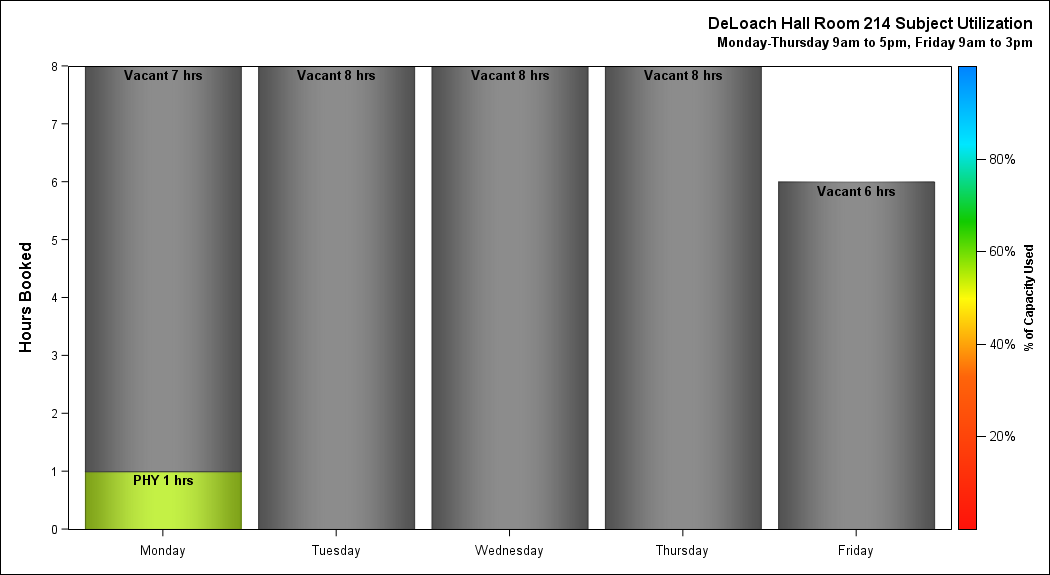 DeLoach Hall Room 214 Subject Utilization
Monday-Thursday 9am to 5pm, Friday 9am to 3pm
Hours Booked
8
7
6
5
4
3
2
1
0
Vacant 7 hrs
Vacant 8 hrs
Vacant 8 hrs
Vacant 8 hrs
Vacant 6 hrs
PHY 1 hrs
Monday
Tuesday
Wednesday
Thursday
Friday
80%
60%
40%
20%
% of Capacity Used